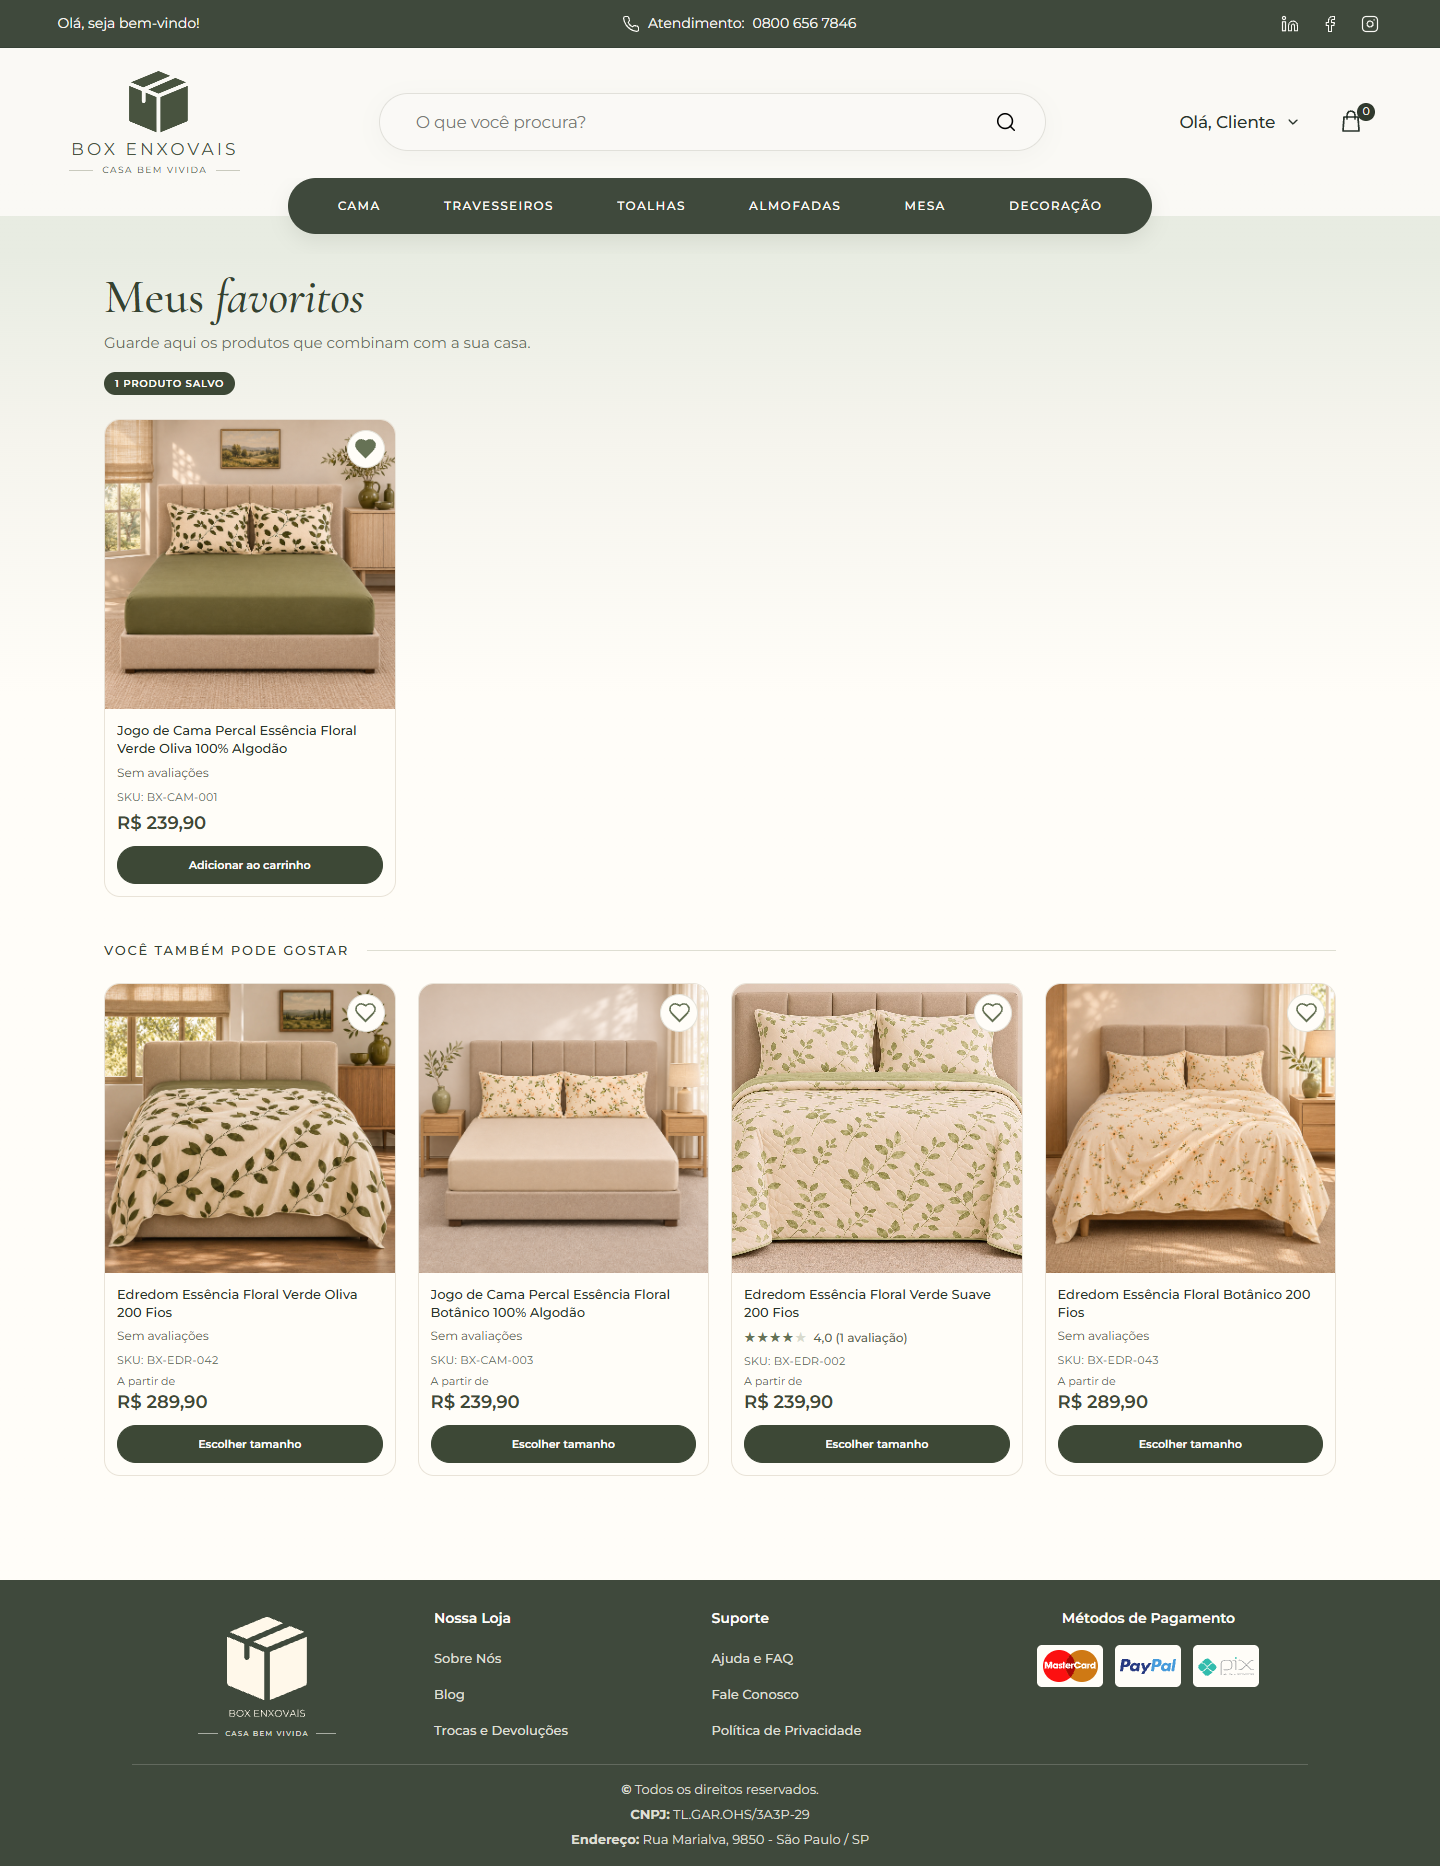 Olá, seja bem-vindo!
Atendimento: 0800 656 7846
BOX ENXOVAIS
CASA BEM VIVIDA
O que você procura?
Olá, Cliente
0
CAMA
TRAVESSEIROS
TOALHAS
ALMOFADAS
MESA
DECORAÇÃO
Meus favoritos
Guarde aqui os produtos que combinam com a sua casa.
1 PRODUTO SALVO
Jogo de Cama Percal Essência Floral
Verde Oliva 100% Algodão
Sem avaliações
SKU: BX-CAM-001
R$ 239,90
Adicionar ao carrinho
VOCÊ TAMBÉM PODE GOSTAR
Edredom Essência Floral Verde Oliva
200 Fios
Sem avaliações
SKU: BX-EDR-042
A partir de
R$ 289,90
Escolher tamanho
Jogo de Cama Percal Essência Floral
Botânico 100% Algodão
Sem avaliações
SKU: BX-CAM-003
A partir de
R$ 239,90
Escolher tamanho
Edredom Essência Floral Verde Suave
200 Fios
★★★★★ 4,0 (1 avaliação)
SKU: BX-EDR-002
A partir de
R$ 239,90
Escolher tamanho
Edredom Essência Floral Botânico 200
Fios
Sem avaliações
SKU: BX-EDR-043
A partir de
R$ 289,90
Escolher tamanho
BOX ENXOVAIS
CASA BEM VIVIDA
Nossa Loja
Sobre Nós
Blog
Trocas e Devoluções
Suporte
Ajuda e FAQ
Fale Conosco
Política de Privacidade
Métodos de Pagamento
MasterCard
PayPal
pix
© Todos os direitos reservados.
CNPJ: TL.GAR.OHS/3A3P-29
Endereço: Rua Marialva, 9850 - São Paulo / SP